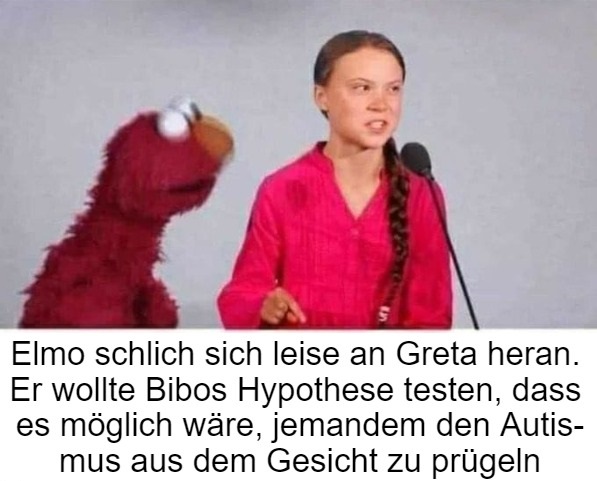 Elmo schlich sich leise an Greta heran.
Er wollte Bibos Hypothese testen, dass
es möglich wäre, jemandem den Autis-
mus aus dem Gesicht zu prügeln